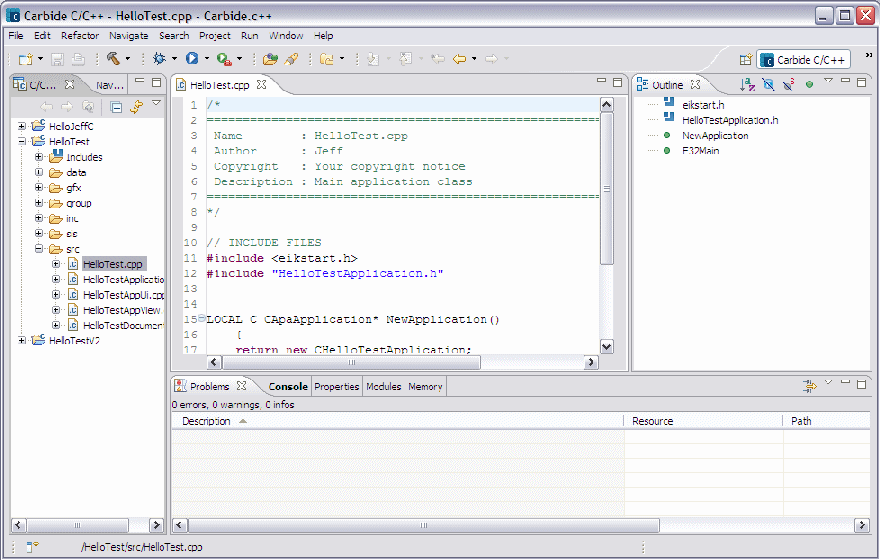 Carbide C/C++ - HelloTest.cpp - Carbide.c++
File Edit Refactor Navigate Search Project Run Window Help
Carbide C/C++
C/C... Nav...
HelloJeffC
HelloTest
Includes
data
gfx
group
inc
sis
src
HelloTest.cpp
HelloTestApplicatio
HelloTestAppUi.cpp
HelloTestAppView.
HelloTestDocument
HelloTestV2
HelloTest.cpp
1 /*
2 ============================================================
3 Name : HelloTest.cpp
4 Author : Jeff
5 Copyright : Your copyright notice
6 Description : Main application class
7 ============================================================
8 */
9
10 // INCLUDE FILES
11 #include <eikstart.h>
12 #include "HelloTestApplication.h"
13
14
15 LOCAL_C CApaApplication* NewApplication()
16 {
17 return new CHelloTestApplication;
Outline
eikstart.h
HelloTestApplication.h
NewApplication
E32Main
Problems Console Properties Modules Memory
0 errors, 0 warnings, 0 infos
Description Resource Path
/HelloTest/src/HelloTest.cpp